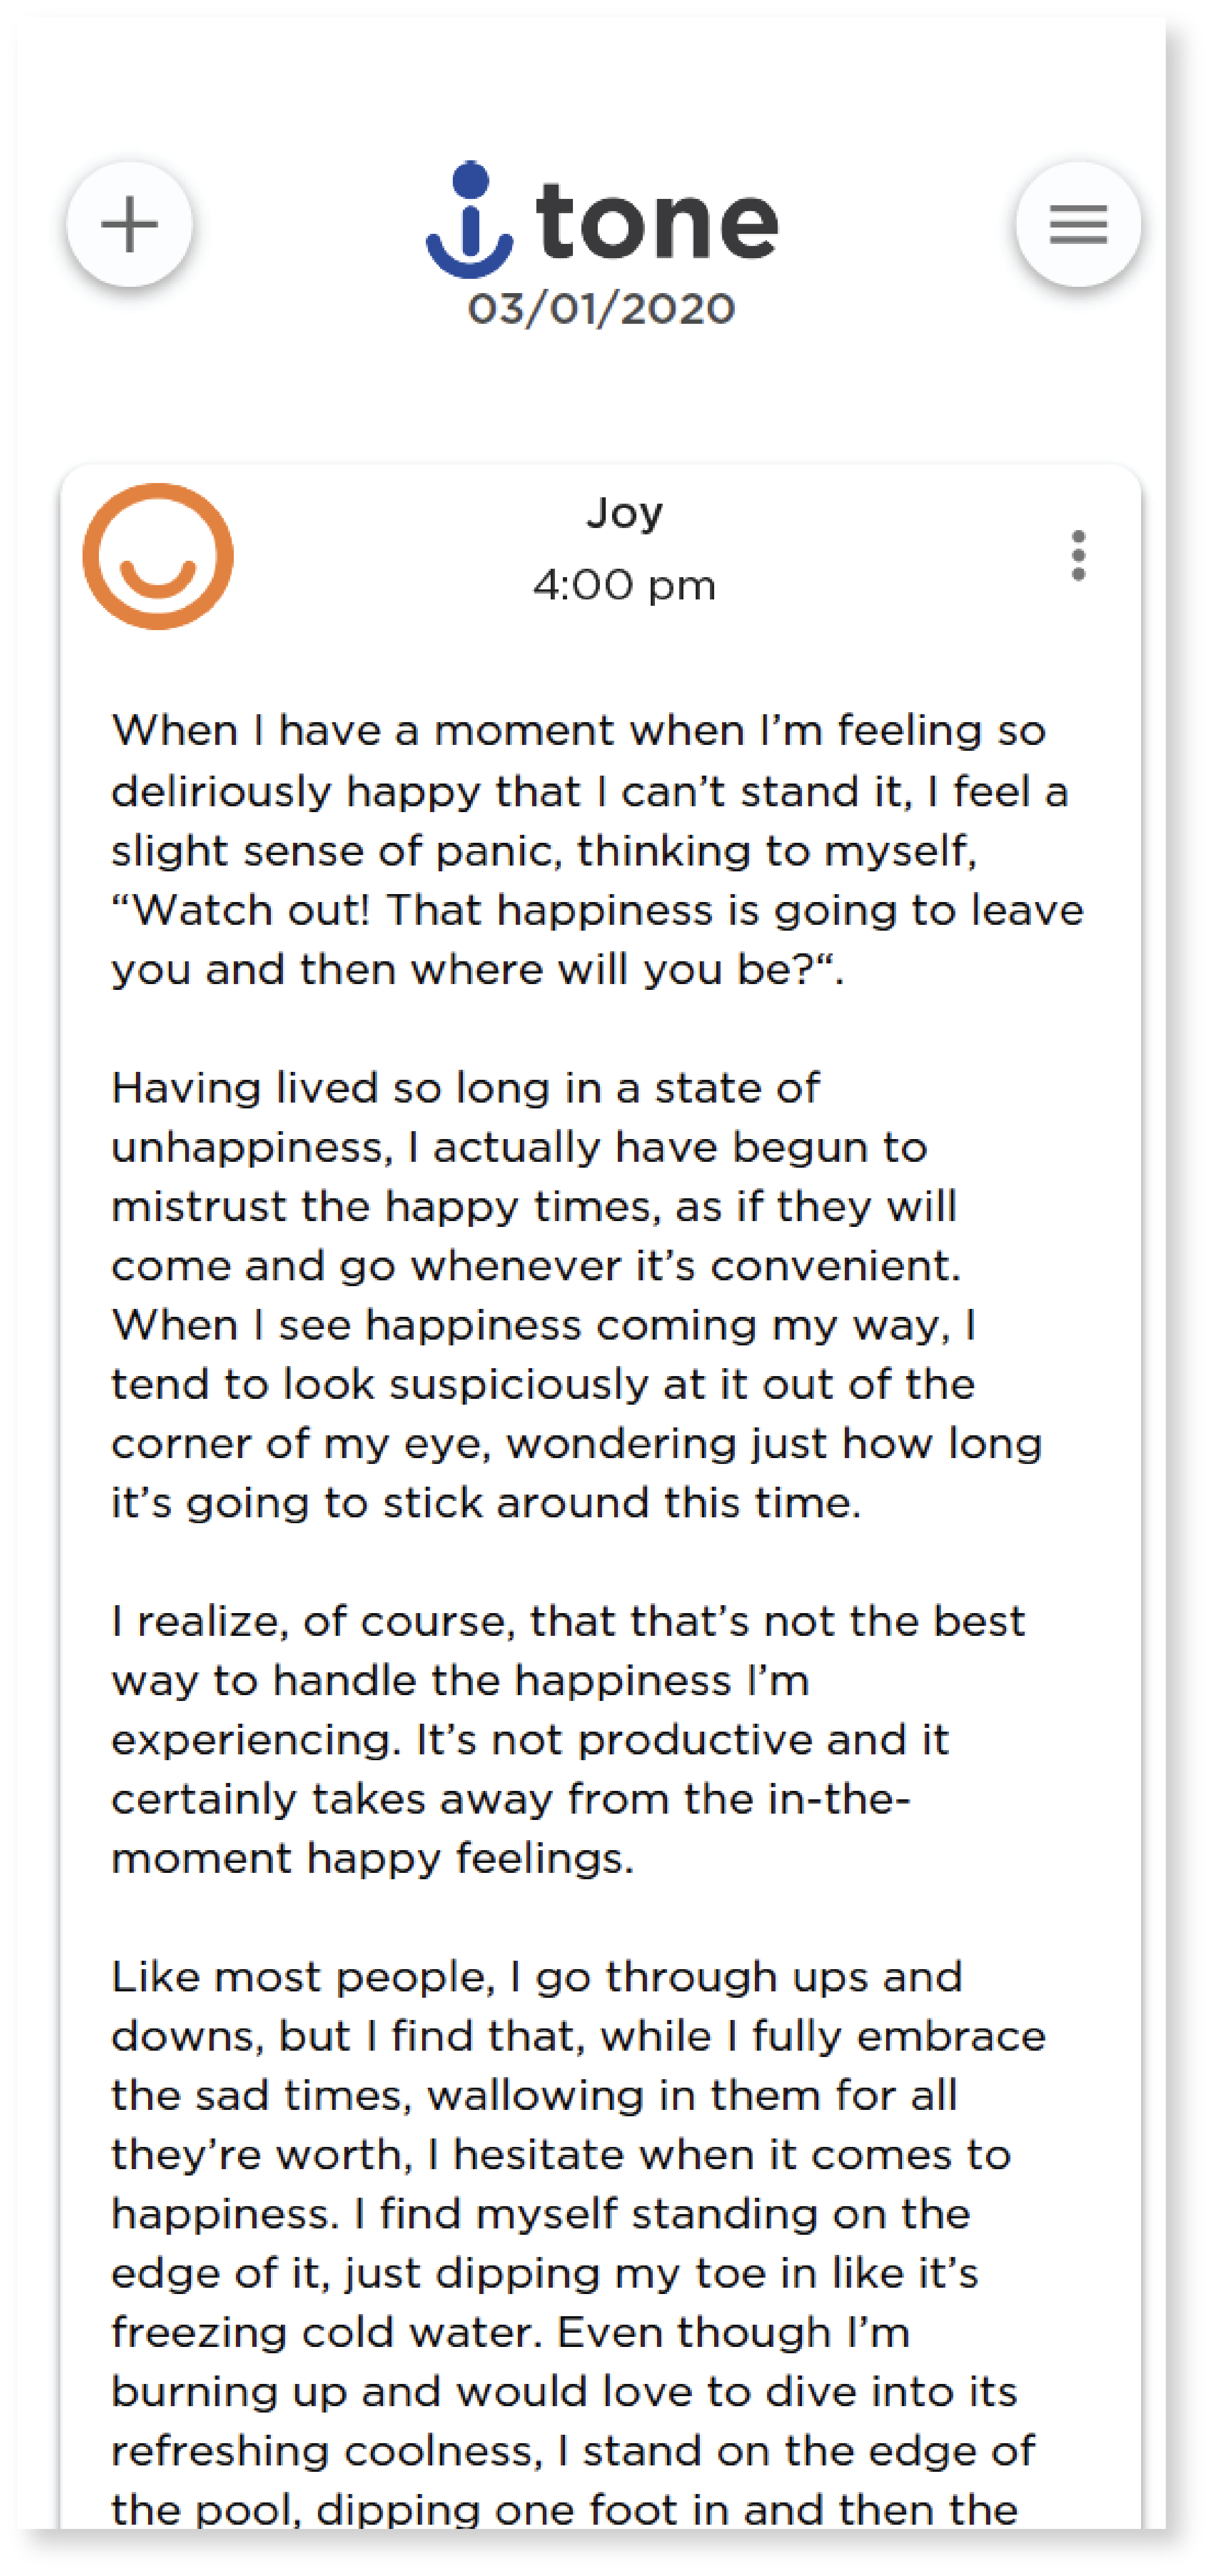 tone
03/01/2020
Joy
4:00 pm
When I have a moment when I’m feeling so
deliriously happy that I can’t stand it, I feel a
slight sense of panic, thinking to myself,
“Watch out! That happiness is going to leave
you and then where will you be?“.
Having lived so long in a state of
unhappiness, I actually have begun to
mistrust the happy times, as if they will
come and go whenever it’s convenient.
When I see happiness coming my way, I
tend to look suspiciously at it out of the
corner of my eye, wondering just how long
it’s going to stick around this time.
I realize, of course, that that’s not the best
way to handle the happiness I’m
experiencing. It’s not productive and it
certainly takes away from the in-the-
moment happy feelings.
Like most people, I go through ups and
downs, but I find that, while I fully embrace
the sad times, wallowing in them for all
they’re worth, I hesitate when it comes to
happiness. I find myself standing on the
edge of it, just dipping my toe in like it’s
freezing cold water. Even though I’m
burning up and would love to dive into its
refreshing coolness, I stand on the edge of
the pool, dipping one foot in and then the